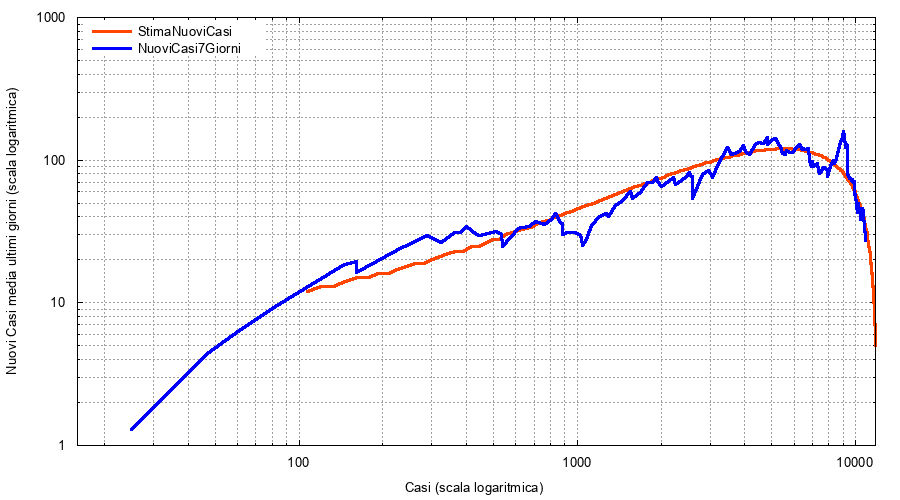 StimaNuoviCasi
NuoviCasi7Giorni
Nuovi Casi media ultimi giorni (scala logaritmica)
1000
100
10
1
100
1000
10000
Casi (scala logaritmica)